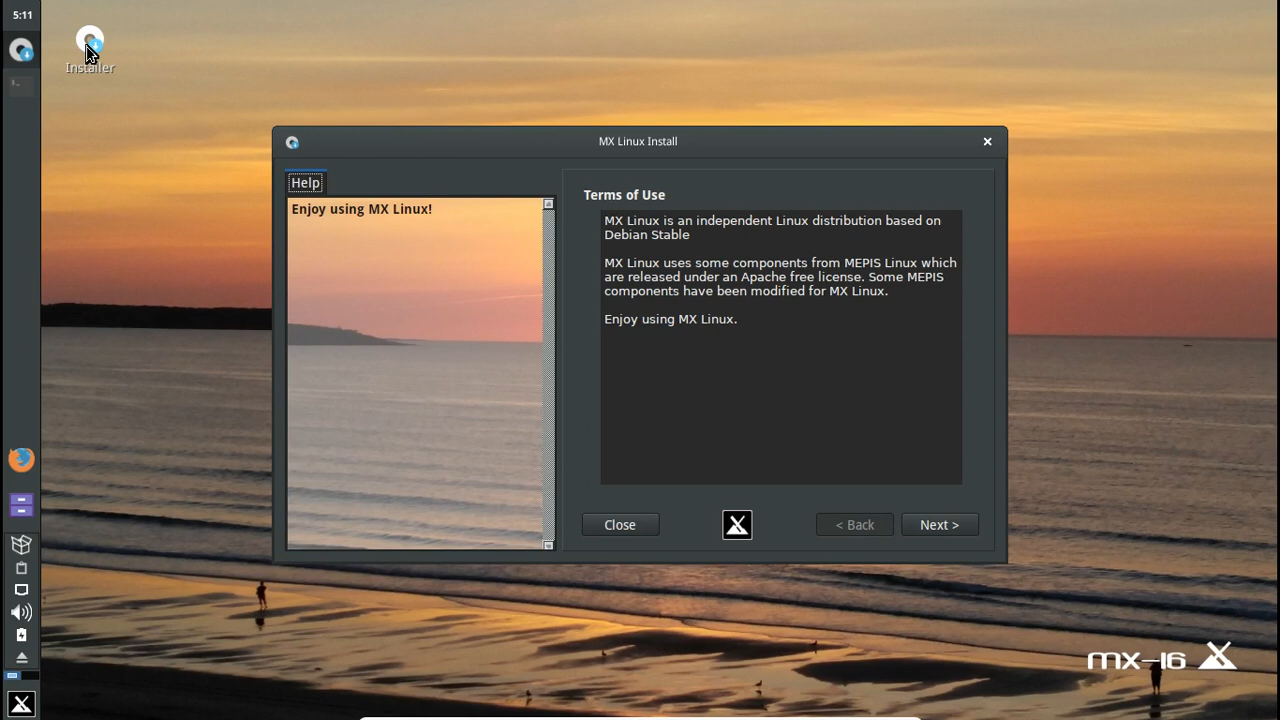 5:11
Installer
MX Linux Install
Help
Enjoy using MX Linux!
Terms of Use
MX Linux is an independent Linux distribution based on
Debian Stable
MX Linux uses some components from MEPIS Linux which
are released under an Apache free license. Some MEPIS
components have been modified for MX Linux.
Enjoy using MX Linux.
Close
< Back
Next >
mx-16